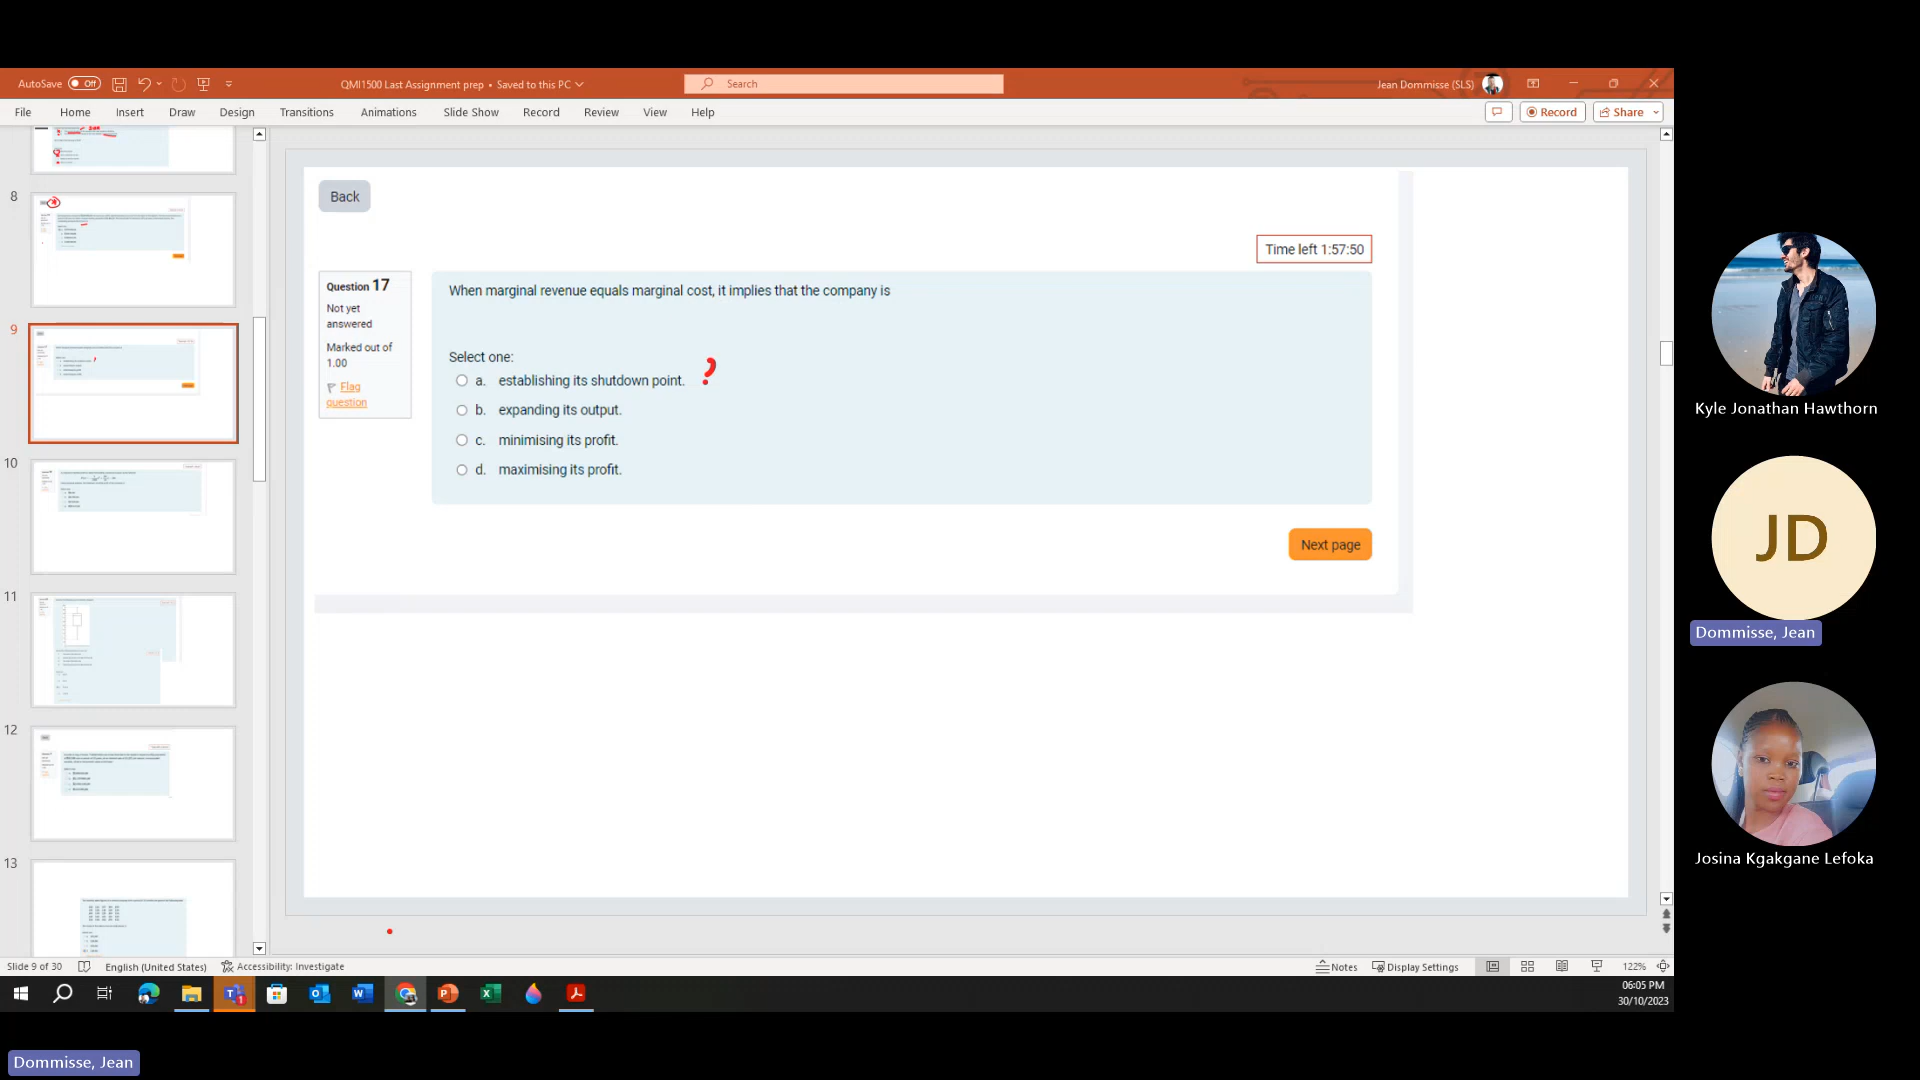 AutoSave Off
QMI1500 Last Assignment prep • Saved to this PC
Search
Jean Dommisse (SLS)
File Home Insert Draw Design Transitions Animations Slide Show Record Review View Help
Record
Share
8
9
10
11
12
13
Back
Time left 1:57:50
Question 17
Not yet
answered
Marked out of
1.00
Flag
question
When marginal revenue equals marginal cost, it implies that the company is
Select one:
a. establishing its shutdown point.
?
b. expanding its output.
c. minimising its profit.
d. maximising its profit.
Next page
Kyle Jonathan Hawthorn
JD
Dommisse, Jean
Josina Kgakgane Lefoka
Slide 9 of 30
English (United States)
Accessibility: Investigate
Notes
Display Settings
122%
06:05 PM
30/10/2023
Dommisse, Jean